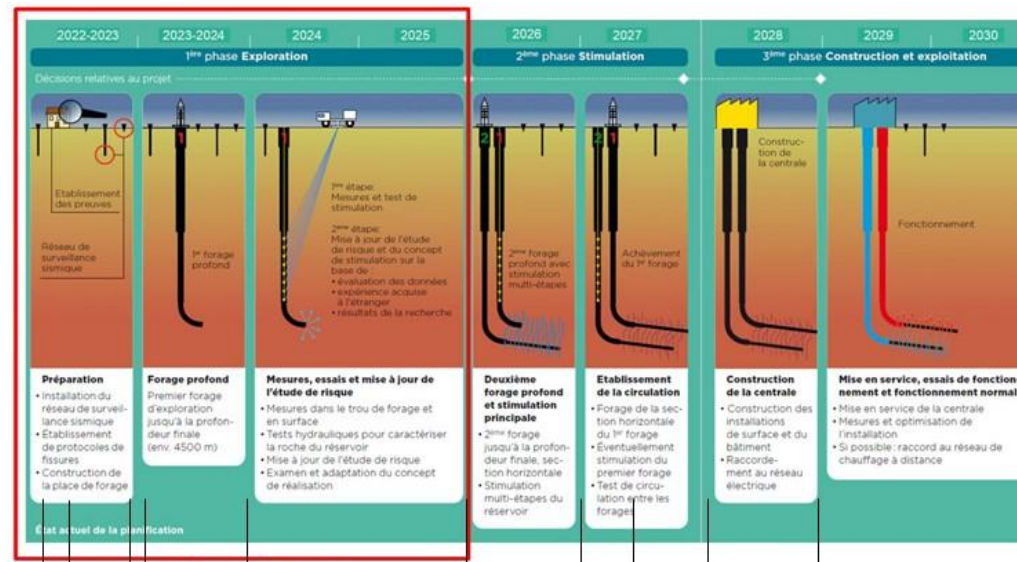 2022-2023
2023-2024
2024
2025
2026
2027
2028
2029
2030
1ère phase Exploration
2ème phase Stimulation
3ième phase Construction et exploitation
Décisions relatives au projet
Etablissement
des preuves
Réseau de
surveillance
sismique
1
1er forage
profond
1
1ère étape:
Mesures et test de
stimulation
2ème étape:
Mise à jour de l'étude
de risque et du concept
de stimulation sur la
base de :
• évaluation des données
• expérience acquise
à l'étranger
• résultats de la recherche
2 1
2ème forage
profond avec
stimulation
multi-étapes
2 1
Achèvement
du 1er forage
Construc-
tion de
la centrale
Fonctionnement
Préparation
• Installation du
réseau de surveil-
lance sismique
• Établissement
de protocoles de
fissures
• Construction de
la place de forage
Forage profond
Premier forage
d'exploration
jusqu'à la profon-
deur finale
(env. 4500 m)
Mesures, essais et mise à jour de
l'étude de risque
• Mesures dans le trou de forage et
en surface
• Tests hydrauliques pour caractériser
la roche du réservoir
• Mise à jour de l'étude de risque
• Examen et adaptation du concept
de réalisation
Deuxième
forage profond
et stimulation
principale
• 2ème forage
jusqu'à la profon-
deur finale, sec-
tion horizontale
• Stimulation
multi-étapes du
réservoir
Etablissement
de la circulation
• Forage de la sec-
tion horizontale
du 1er forage
• Éventuellement
stimulation du
premier forage
• Test de circu-
lation entre les
forages
Construction
de la centrale
• Construction des
installations
de surface et du
bâtiment
• Raccorde-
ment au réseau
électrique
Mise en service, essais de fonction-
nement et fonctionnement normal
• Mise en service de la centrale
• Mesures et optimisation de
l'installation
• Si possible: raccord au réseau de
chauffage à distance
État actuel de la planification